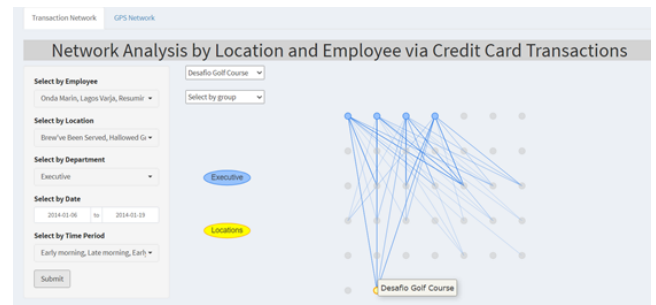 Transaction Network GPS Network
Network Analysis by Location and Employee via Credit Card Transactions
Select by Employee
Onda Marin, Lagos Varja, Resumir
Select by Location
Brew've Been Served, Hallowed Gr
Select by Department
Executive
Select by Date
2014-01-06 to 2014-01-19
Select by Time Period
Early morning, Late morning, Early
Submit
Desafio Golf Course
Select by group
Executive
Locations
Desafio Golf Course